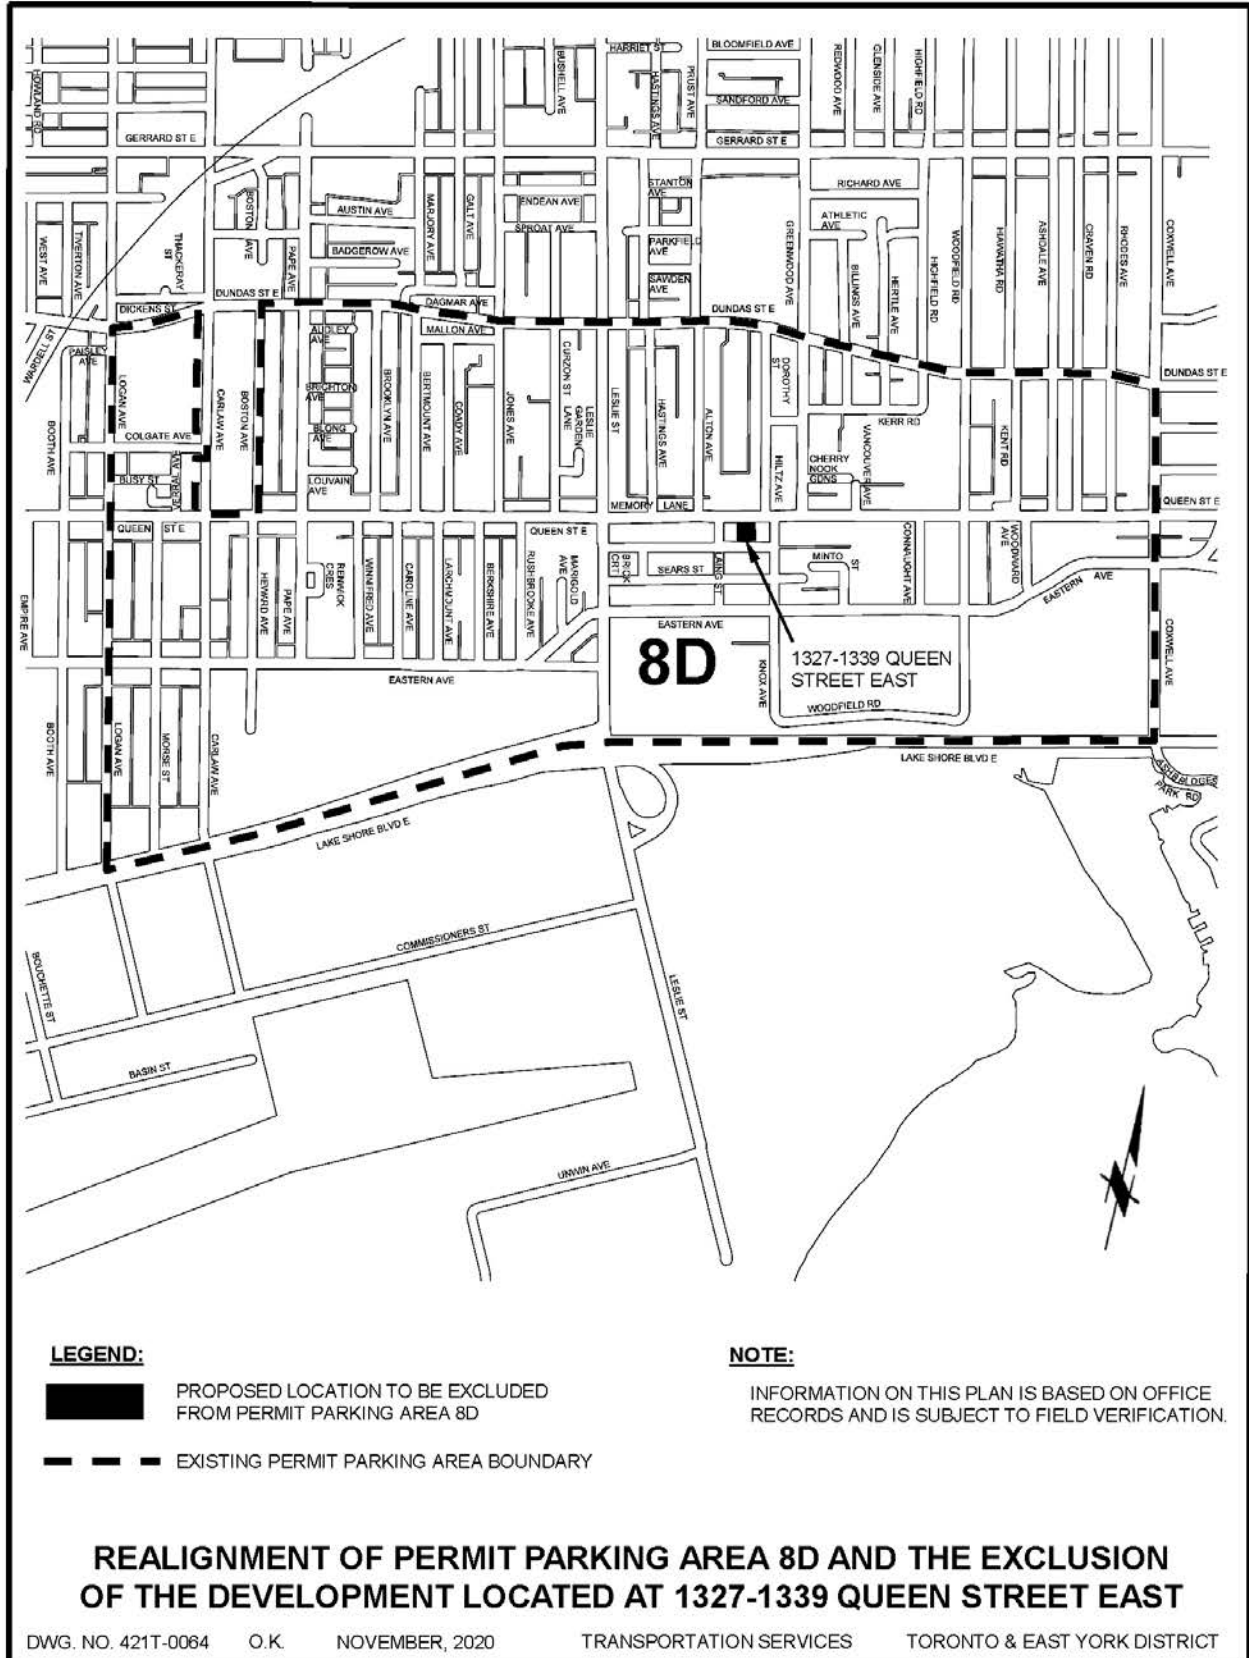 HARRIET ST
BLOOMFIELD AVE
HOWLAND RD
BUSHELL AVE
HASTINGS AVE
PRUST AVE
REDWOOD AVE
GLENSIDE AVE
HIGHFIELD RD
SANDFORD AVE
GERRARD ST E
GERRARD ST E
STANTON
AVE
RICHARD AVE
BOSTON AVE
AUSTIN AVE
MARJORY AVE
GALT AVE
ENDEAN AVE
SPROAT AVE
ATHLETIC
AVE
WEST AVE
TIVERTON AVE
THACKERAY
ST
PAPE AVE
BADGEROW AVE
PARKFIELD
AVE
SAWDEN
AVE
GREENWOOD AVE
BILLINGS AVE
HERTLE AVE
HIGHFIELD RD
WOODFIELD RD
HIAWATHA RD
ASHDALE AVE
CRAVEN RD
RHODES AVE
COXWELL AVE
DUNDAS ST E
DICKENS ST
DAGMAR AVE
DUNDAS ST E
WARDELL ST
PAISLEY
AVE
AUDLEY
AVE
MALLON AVE
DUNDAS ST E
LOGAN AVE
CARLAW AVE
BOSTON AVE
BRIGHTON
AVE
BROOKLYN AVE
BERTMOUNT AVE
COADY AVE
JONES AVE
CURZON ST
LANE
LESLIE
GARDEN
LESLIE ST
HASTINGS AVE
ALTON AVE
DOROTHY
ST
KERR RD
BOOTH AVE
COLGATE AVE
BLONG
AVE
HILTZ AVE
CHERRY
NOOK
GDNS
VANCOUVER AVE
KENT RD
BUSY ST
VERRAL AVE
LOUVAIN
AVE
MEMORY LANE
QUEEN ST E
QUEEN ST E
QUEEN ST E
EMPIRE AVE
HEWARD AVE
PAPE AVE
RENWICK
CRES
WINNIFRED AVE
CAROLINE AVE
LARCHMOUNT AVE
BERKSHIRE AVE
RUSHBROOKE AVE
MARIGOLD
AVE
BRICK
CRT
SEARS ST
LAING ST
MINTO
ST
CONNAUGHT AVE
WOODWARD
AVE
EASTERN AVE
EASTERN AVE
8D
1327-1339 QUEEN
STREET EAST
KNOX AVE
COXWELL AVE
EASTERN AVE
WOODFIELD RD
BOOTH AVE
LOGAN AVE
MORSE ST
CARLAW AVE
LAKE SHORE BLVD E
ASHBRIDGES
PARK RD
LAKE SHORE BLVD E
COMMISSIONERS ST
BOUCHETTE ST
LESLIE ST
BASIN ST
UNWIN AVE
LEGEND:
PROPOSED LOCATION TO BE EXCLUDED
FROM PERMIT PARKING AREA 8D
EXISTING PERMIT PARKING AREA BOUNDARY
NOTE:
INFORMATION ON THIS PLAN IS BASED ON OFFICE
RECORDS AND IS SUBJECT TO FIELD VERIFICATION.
REALIGNMENT OF PERMIT PARKING AREA 8D AND THE EXCLUSION
OF THE DEVELOPMENT LOCATED AT 1327-1339 QUEEN STREET EAST
DWG. NO. 421T-0064 O.K. NOVEMBER, 2020 TRANSPORTATION SERVICES TORONTO & EAST YORK DISTRICT